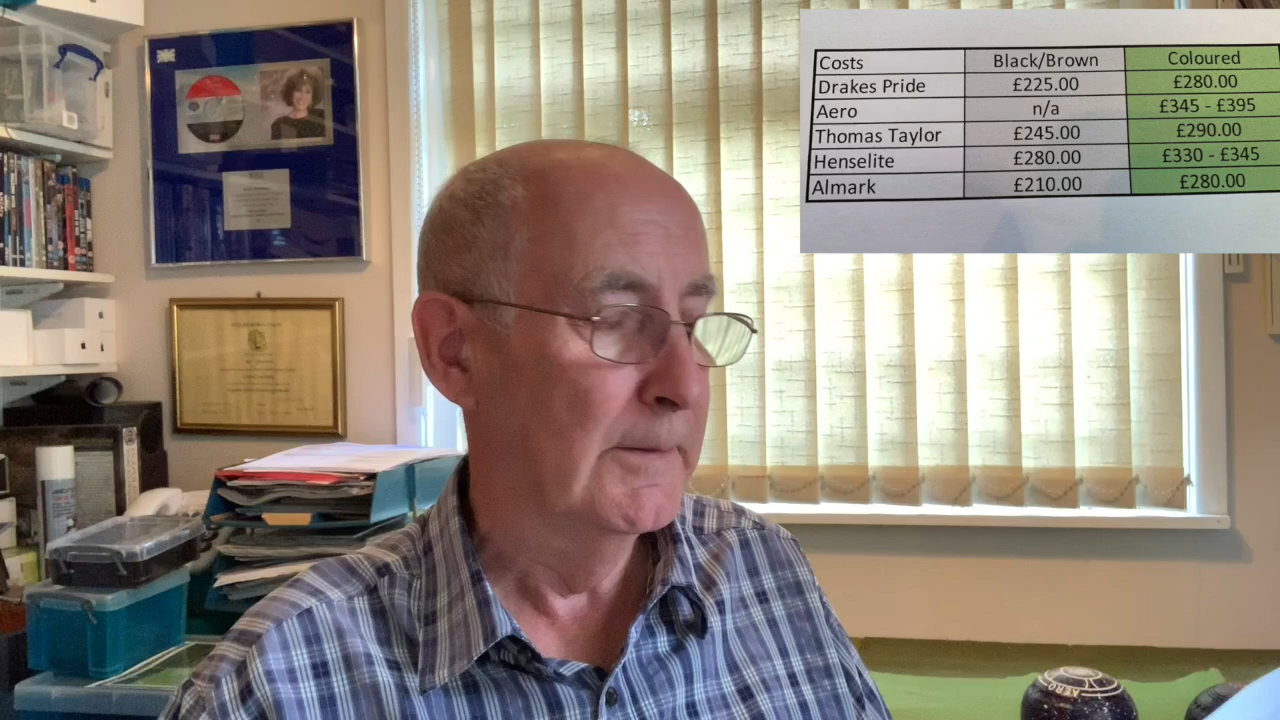 Costs Black/Brown Coloured
Drakes Pride £225.00 £280.00
Aero n/a £345 - £395
Thomas Taylor £245.00 £290.00
Henselite £280.00 £330 - £345
Almark £210.00 £280.00
AERO